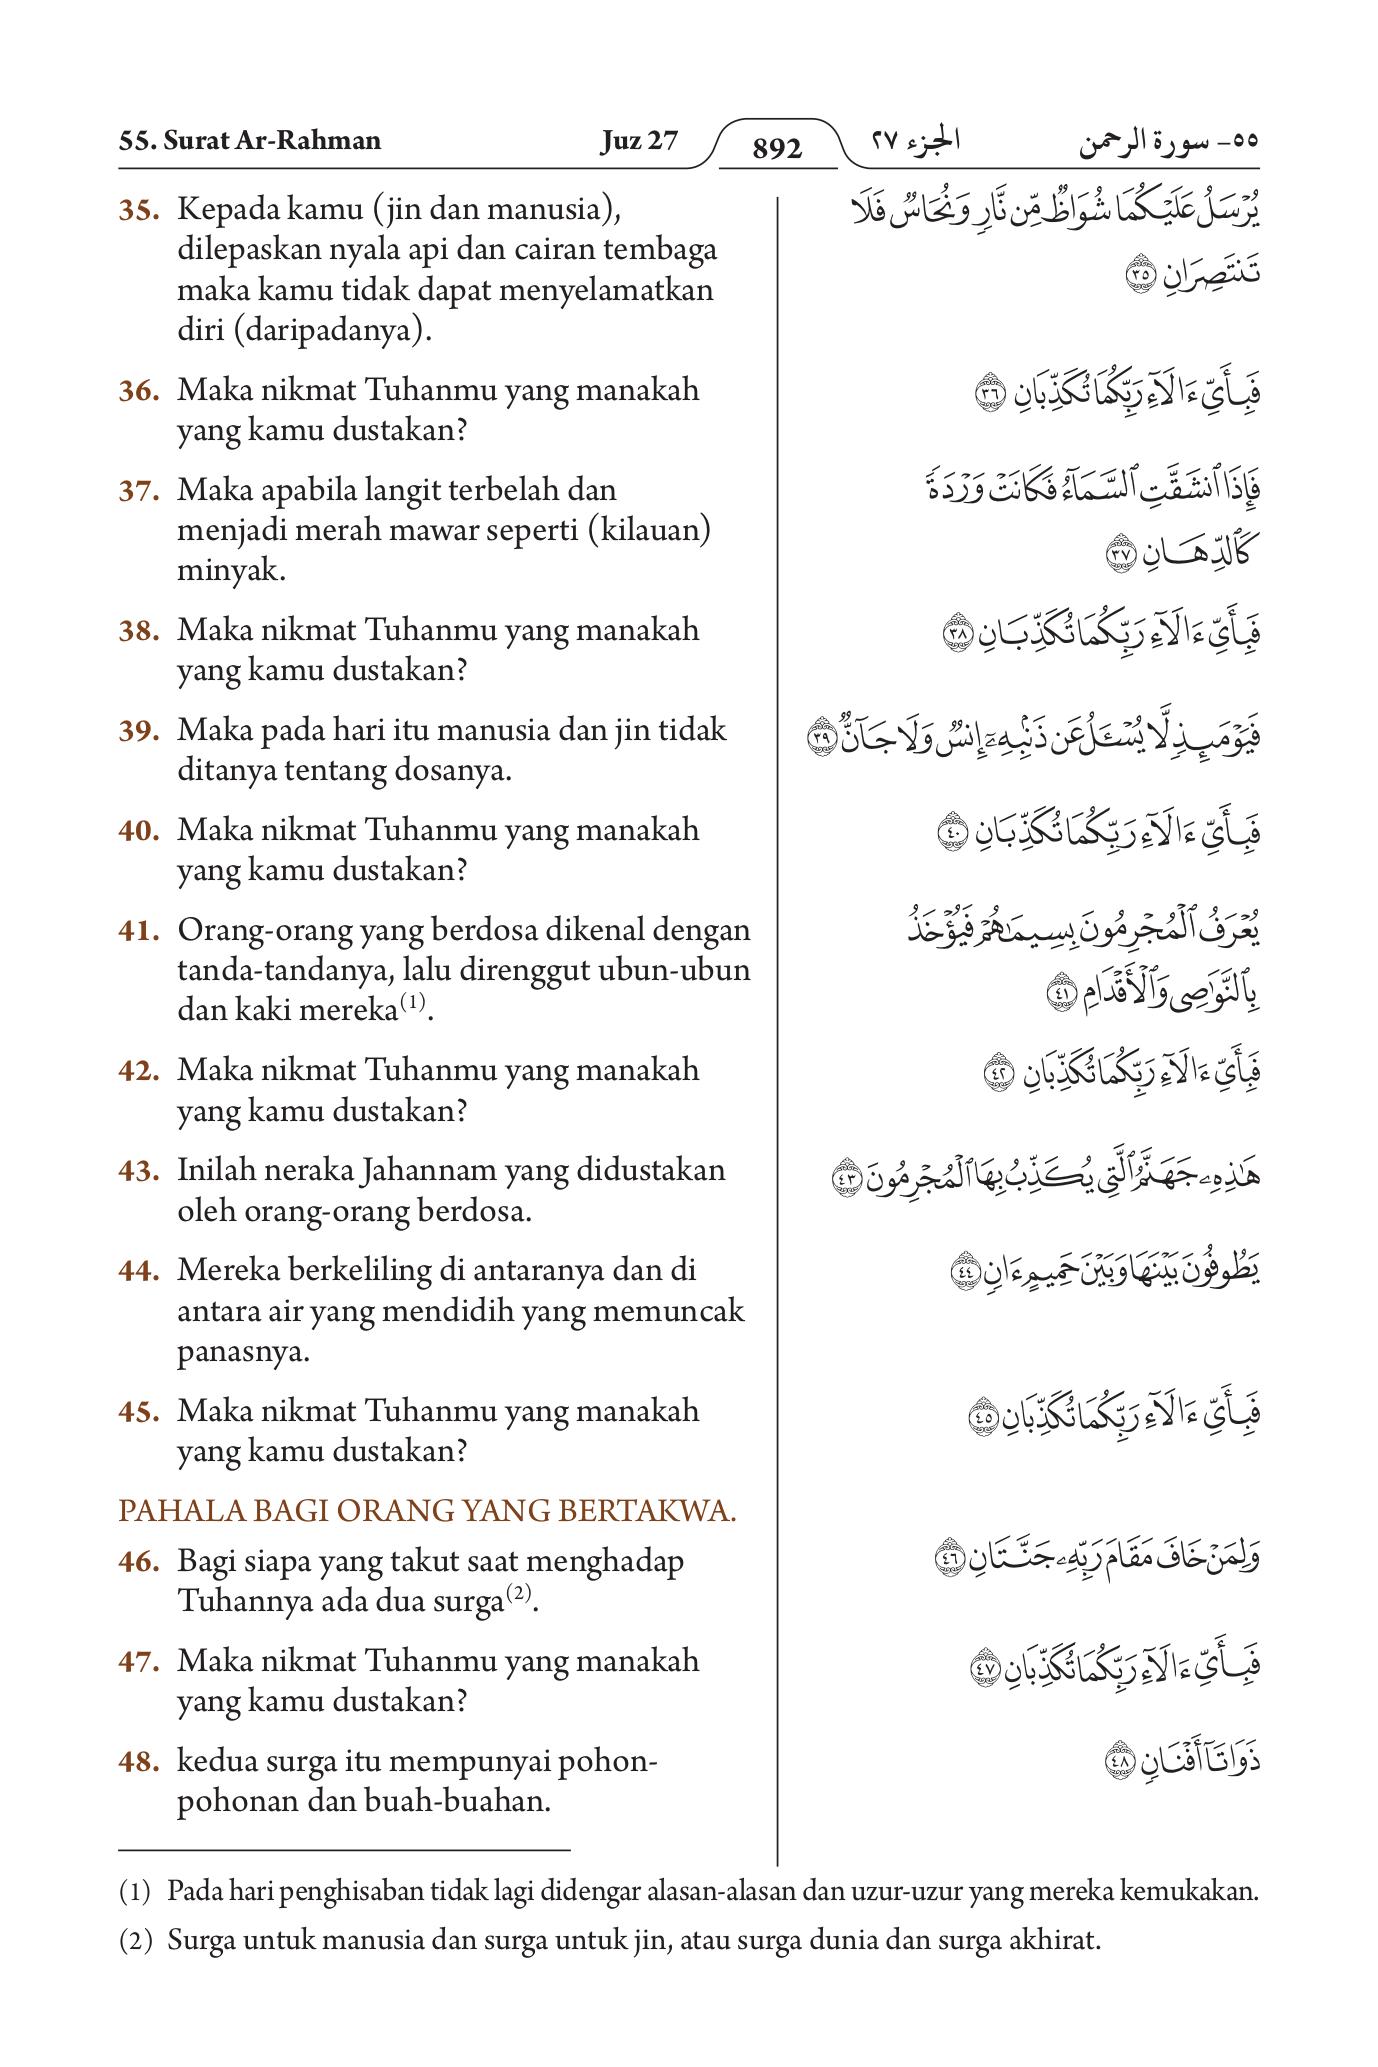 55. Surat Ar-Rahman
Juz 27
892
الجزء ٢٧
٥٥- سورة الرحمن
35. Kepada kamu (jin dan manusia),
dilepaskan nyala api dan cairan tembaga
maka kamu tidak dapat menyelamatkan
diri (daripadanya).
36. Maka nikmat Tuhanmu yang manakah
yang kamu dustakan?
37. Maka apabila langit terbelah dan
menjadi merah mawar seperti (kilauan)
minyak.
38. Maka nikmat Tuhanmu yang manakah
yang kamu dustakan?
39. Maka pada hari itu manusia dan jin tidak
ditanya tentang dosanya.
40. Maka nikmat Tuhanmu yang manakah
yang kamu dustakan?
41. Orang-orang yang berdosa dikenal dengan
tanda-tandanya, lalu direnggut ubun-ubun
dan kaki mereka(1).
42. Maka nikmat Tuhanmu yang manakah
yang kamu dustakan?
43. Inilah neraka Jahannam yang didustakan
oleh orang-orang berdosa.
44. Mereka berkeliling di antaranya dan di
antara air yang mendidih yang memuncak
panasnya.
45. Maka nikmat Tuhanmu yang manakah
yang kamu dustakan?
PAHALA BAGI ORANG YANG BERTAKWA.
46. Bagi siapa yang takut saat menghadap
Tuhannya ada dua surga(2).
47. Maka nikmat Tuhanmu yang manakah
yang kamu dustakan?
48. kedua surga itu mempunyai pohon-
pohonan dan buah-buahan.
يُرْسَلُ عَلَيْكُمَا شُوَاظٌ مِّن نَّارٍ وَنُحَاسٌ فَلَا
تَنتَصِرَانِ ٣٥
فَبِأَيِّ ءَالَآءِ رَبِّكُمَا تُكَذِّبَانِ ٣٦
فَإِذَا ٱنشَقَّتِ ٱلسَّمَآءُ فَكَانَتْ وَرْدَةً
كَٱلدِّهَانِ ٣٧
فَبِأَيِّ ءَالَآءِ رَبِّكُمَا تُكَذِّبَانِ ٣٨
فَيَوْمَئِذٍ لَّا يُسْـَٔلُ عَن ذَنۢبِهِۦٓ إِنسٌ وَلَا جَآنٌّ ٣٩
فَبِأَيِّ ءَالَآءِ رَبِّكُمَا تُكَذِّبَانِ ٤٠
يُعْرَفُ ٱلْمُجْرِمُونَ بِسِيمَٰهُمْ فَيُؤْخَذُ
بِٱلنَّوَٰصِى وَٱلْأَقْدَامِ ٤١
فَبِأَيِّ ءَالَآءِ رَبِّكُمَا تُكَذِّبَانِ ٤٢
هَٰذِهِۦ جَهَنَّمُ ٱلَّتِى يُكَذِّبُ بِهَا ٱلْمُجْرِمُونَ ٤٣
يَطُوفُونَ بَيْنَهَا وَبَيْنَ حَمِيمٍ ءَانٍ ٤٤
فَبِأَيِّ ءَالَآءِ رَبِّكُمَا تُكَذِّبَانِ ٤٥
وَلِمَنْ خَافَ مَقَامَ رَبِّهِۦ جَنَّتَانِ ٤٦
فَبِأَيِّ ءَالَآءِ رَبِّكُمَا تُكَذِّبَانِ ٤٧
ذَوَاتَآ أَفْنَانٍ ٤٨
(1) Pada hari penghisaban tidak lagi didengar alasan-alasan dan uzur-uzur yang mereka kemukakan.
(2) Surga untuk manusia dan surga untuk jin, atau surga dunia dan surga akhirat.